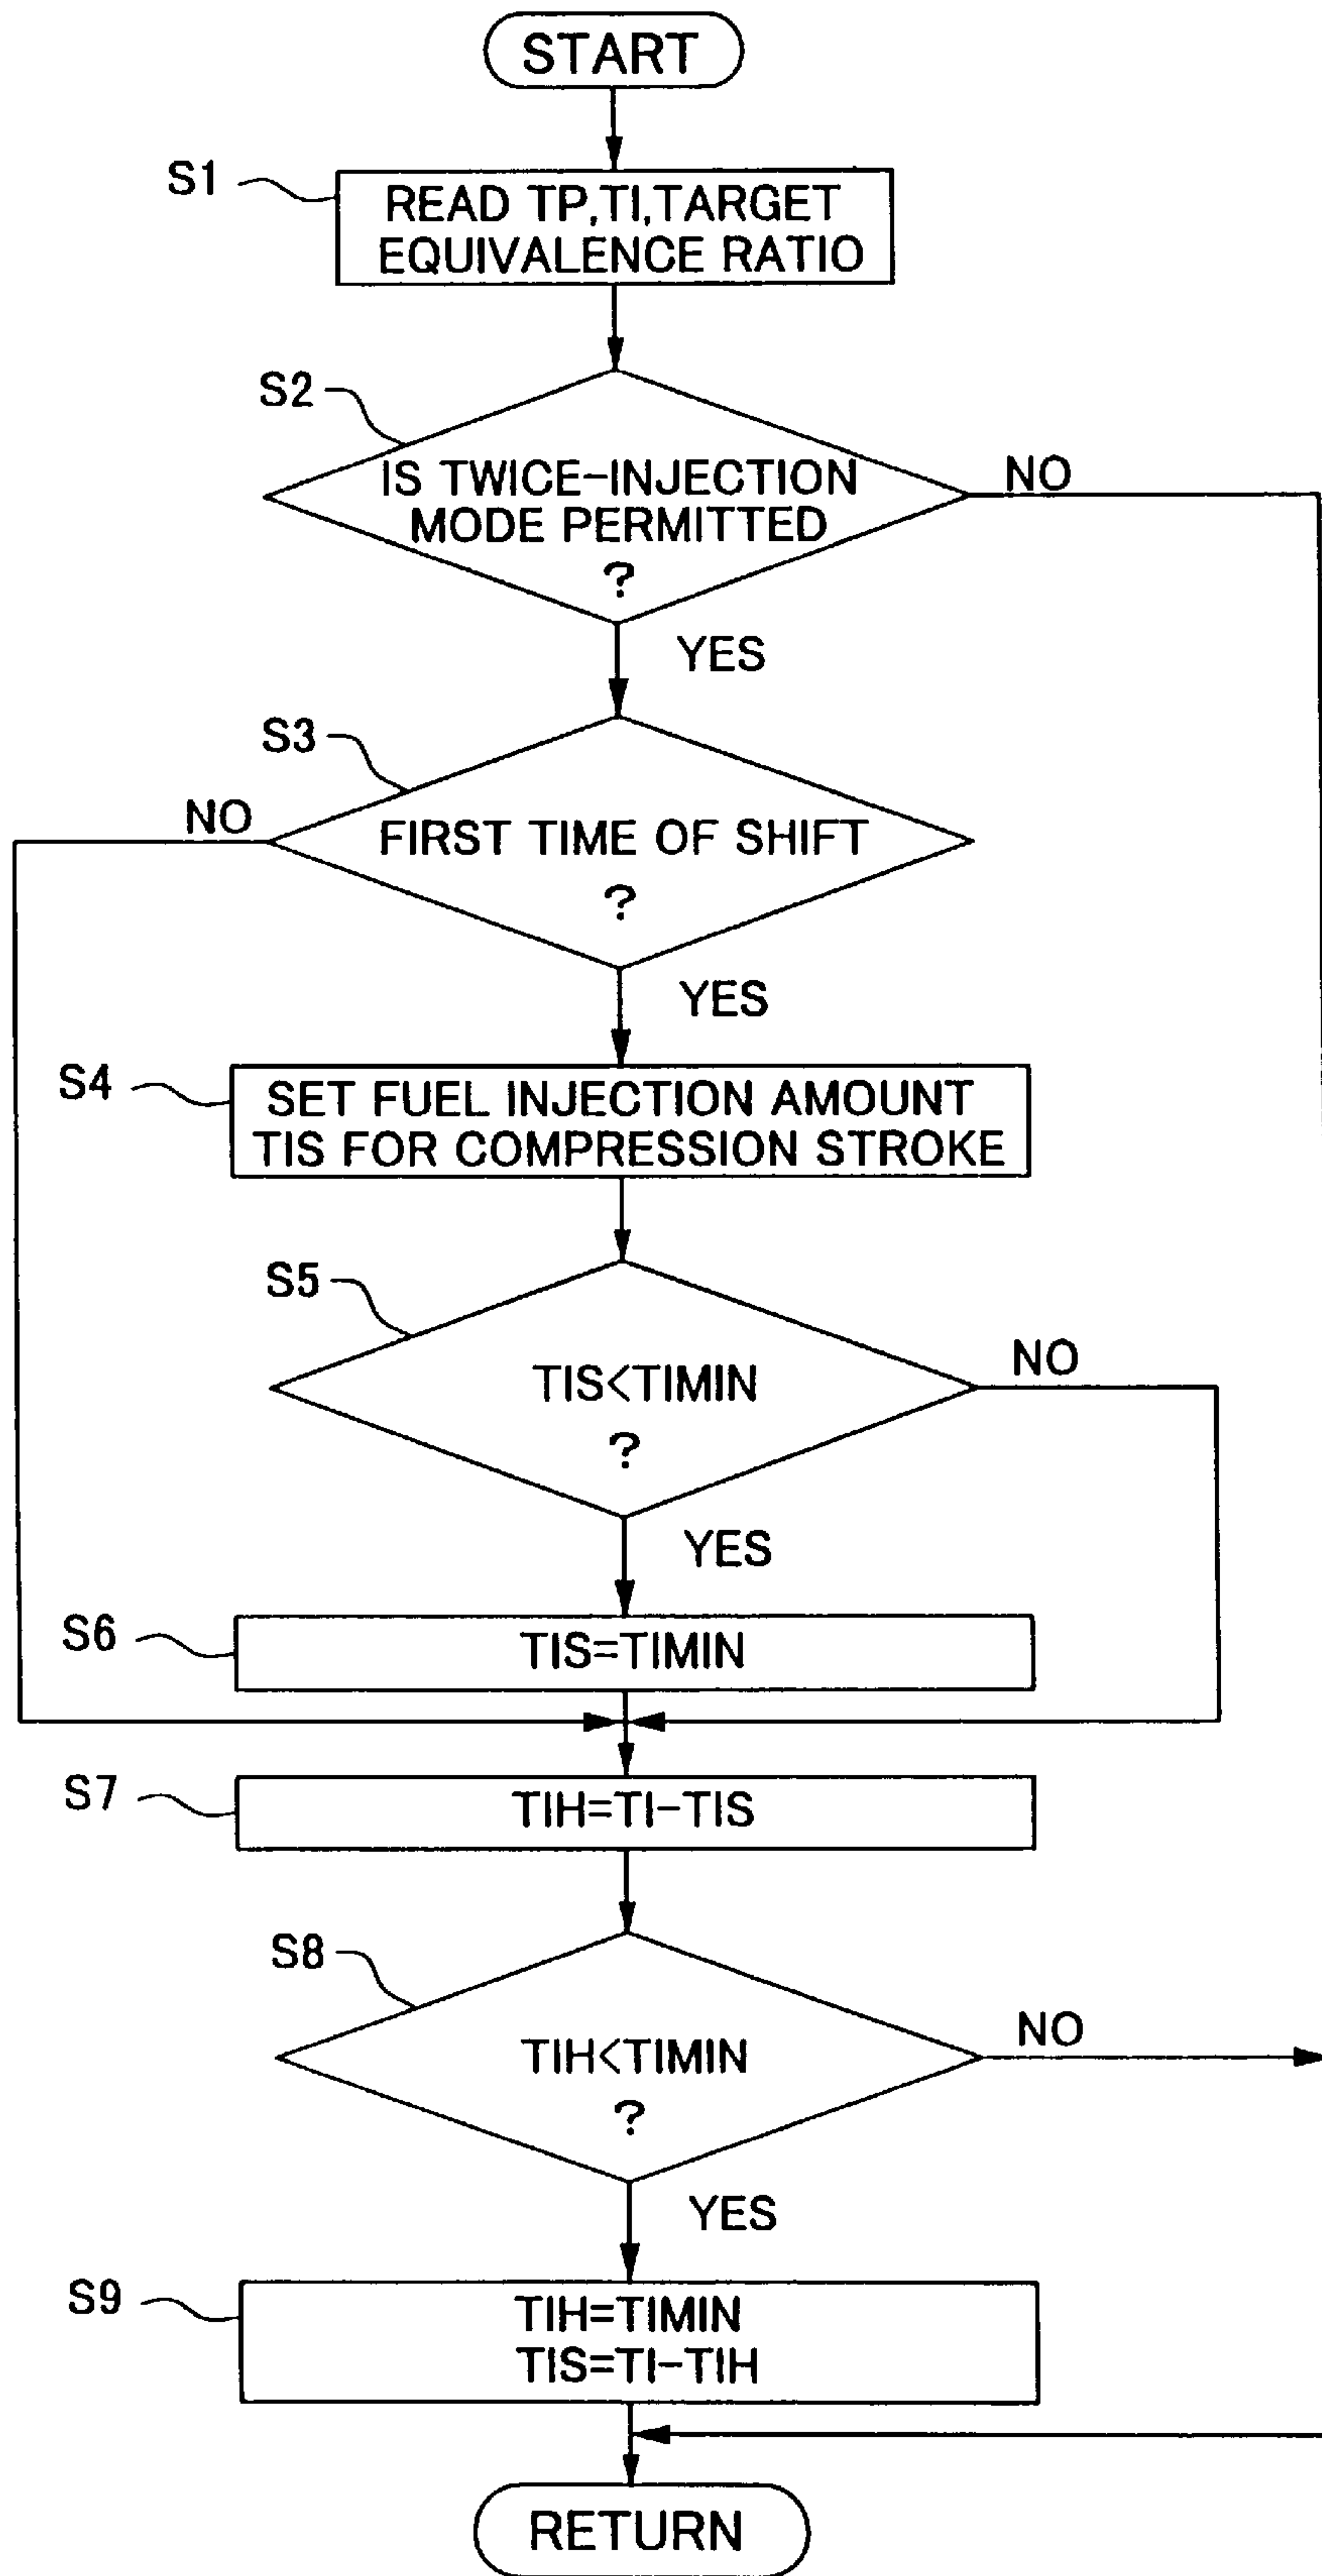 START
S1
READ TP,TI,TARGET
EQUIVALENCE RATIO
S2
IS TWICE-INJECTION
MODE PERMITTED
?
NO
YES
S3
NO
FIRST TIME OF SHIFT
?
YES
S4
SET FUEL INJECTION AMOUNT
TIS FOR COMPRESSION STROKE
S5
TIS<TIMIN
?
NO
YES
S6
TIS=TIMIN
S7
TIH=TI-TIS
S8
TIH<TIMIN
?
NO
YES
S9
TIH=TIMIN
TIS=TI-TIH
RETURN